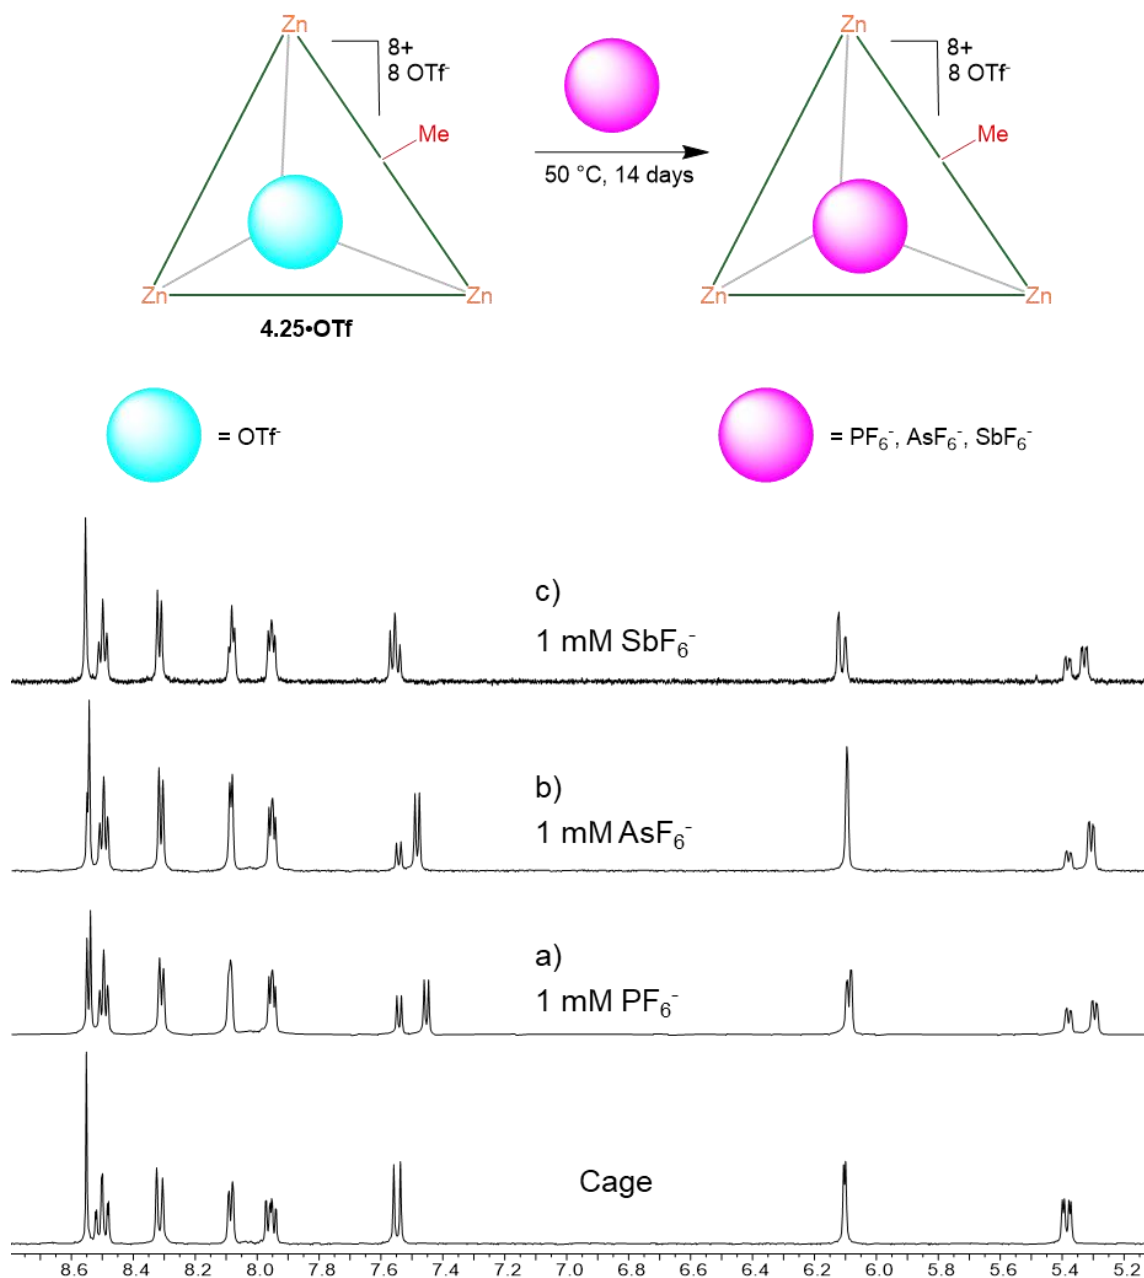 Zn
8+
8 OTf⁻
Me
Zn
Zn
4.25•OTf
50 °C, 14 days
Zn
8+
8 OTf⁻
Me
Zn
Zn
= OTf⁻
= PF₆⁻, AsF₆⁻, SbF₆⁻
c)
1 mM SbF₆⁻
b)
1 mM AsF₆⁻
a)
1 mM PF₆⁻
Cage
8.6 8.4 8.2 8.0 7.8 7.6 7.4 7.2 7.0 6.8 6.6 6.4 6.2 6.0 5.8 5.6 5.4 5.2